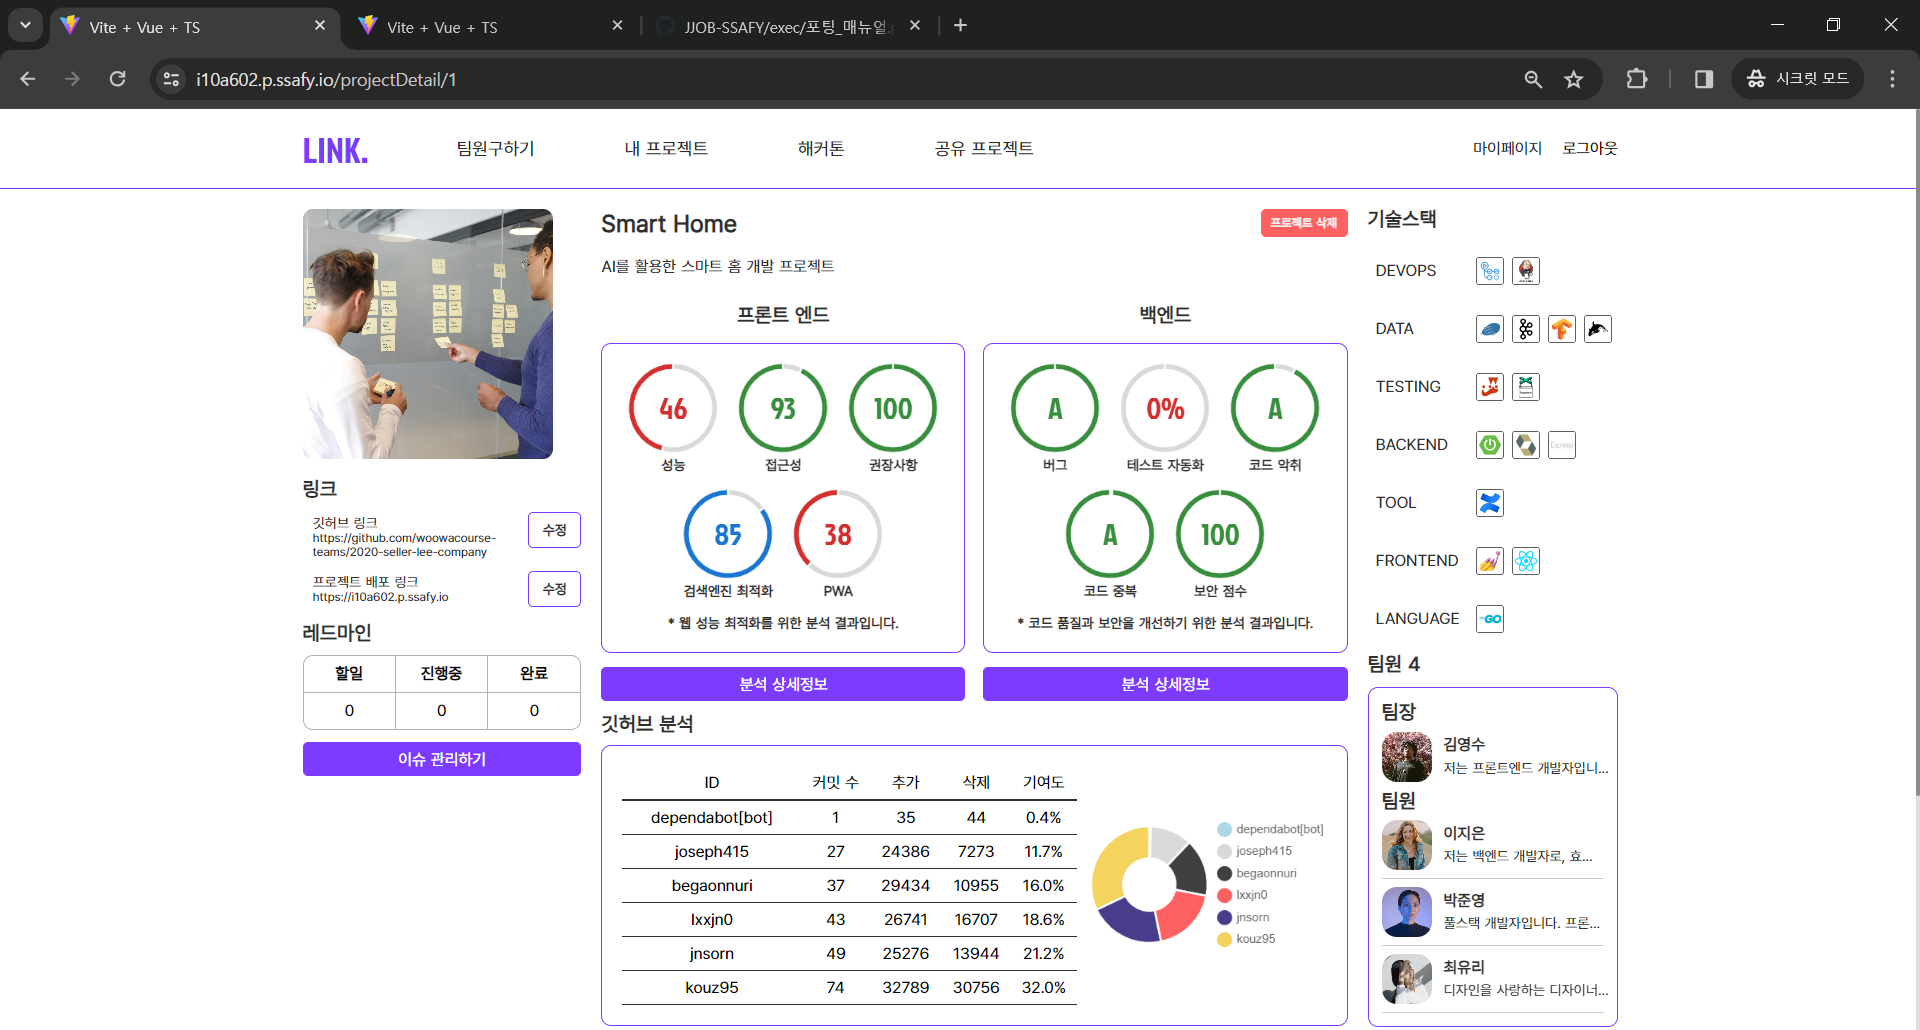 Vite + Vue + TS
Vite + Vue + TS
JJOB-SSAFY/exec/포팅_매뉴얼.
i10a602.p.ssafy.io/projectDetail/1
시크릿 모드
LINK.
팀원구하기
내 프로젝트
해커톤
공유 프로젝트
마이페이지
로그아웃
링크
깃허브 링크
https://github.com/woowacourse-
teams/2020-seller-lee-company
수정
프로젝트 배포 링크
https://i10a602.p.ssafy.io
수정
레드마인
할일 진행중 완료
0 0 0
이슈 관리하기
Smart Home
프로젝트 삭제
AI를 활용한 스마트 홈 개발 프로젝트
프론트 엔드
46 93 100
성능 접근성 권장사항
85 38
검색엔진 최적화 PWA
* 웹 성능 최적화를 위한 분석 결과입니다.
분석 상세정보
백엔드
A 0% A
버그 테스트 자동화 코드 악취
A 100
코드 중복 보안 점수
* 코드 품질과 보안을 개선하기 위한 분석 결과입니다.
분석 상세정보
깃허브 분석
ID 커밋 수 추가 삭제 기여도
dependabot[bot] 1 35 44 0.4%
joseph415 27 24386 7273 11.7%
begaonnuri 37 29434 10955 16.0%
lxxjn0 43 26741 16707 18.6%
jnsorn 49 25276 13944 21.2%
kouz95 74 32789 30756 32.0%
dependabot[bot]
joseph415
begaonnuri
lxxjn0
jnsorn
kouz95
기술스택
DEVOPS
DATA
TESTING
BACKEND
Express
TOOL
FRONTEND
LANGUAGE
GO
팀원 4
팀장
김영수
저는 프론트엔드 개발자입니...
팀원
이지은
저는 백엔드 개발자로, 효...
박준영
풀스택 개발자입니다. 프론...
최유리
디자인을 사랑하는 디자이너...